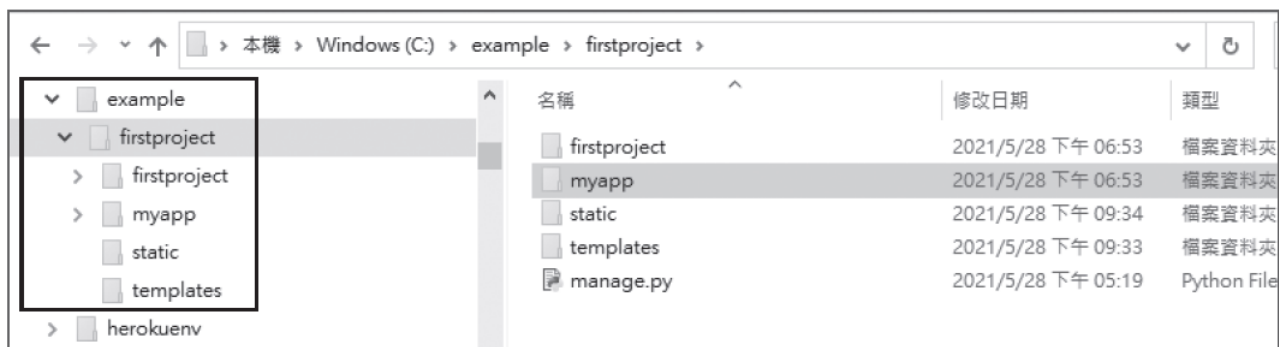 本機 › Windows (C:) › example › firstproject ›
example
firstproject
firstproject
myapp
static
templates
herokuenv
名稱 修改日期 類型
firstproject 2021/5/28 下午 06:53 檔案資料夾
myapp 2021/5/28 下午 06:53 檔案資料夾
static 2021/5/28 下午 09:34 檔案資料夾
templates 2021/5/28 下午 09:33 檔案資料夾
manage.py 2021/5/28 下午 05:19 Python File